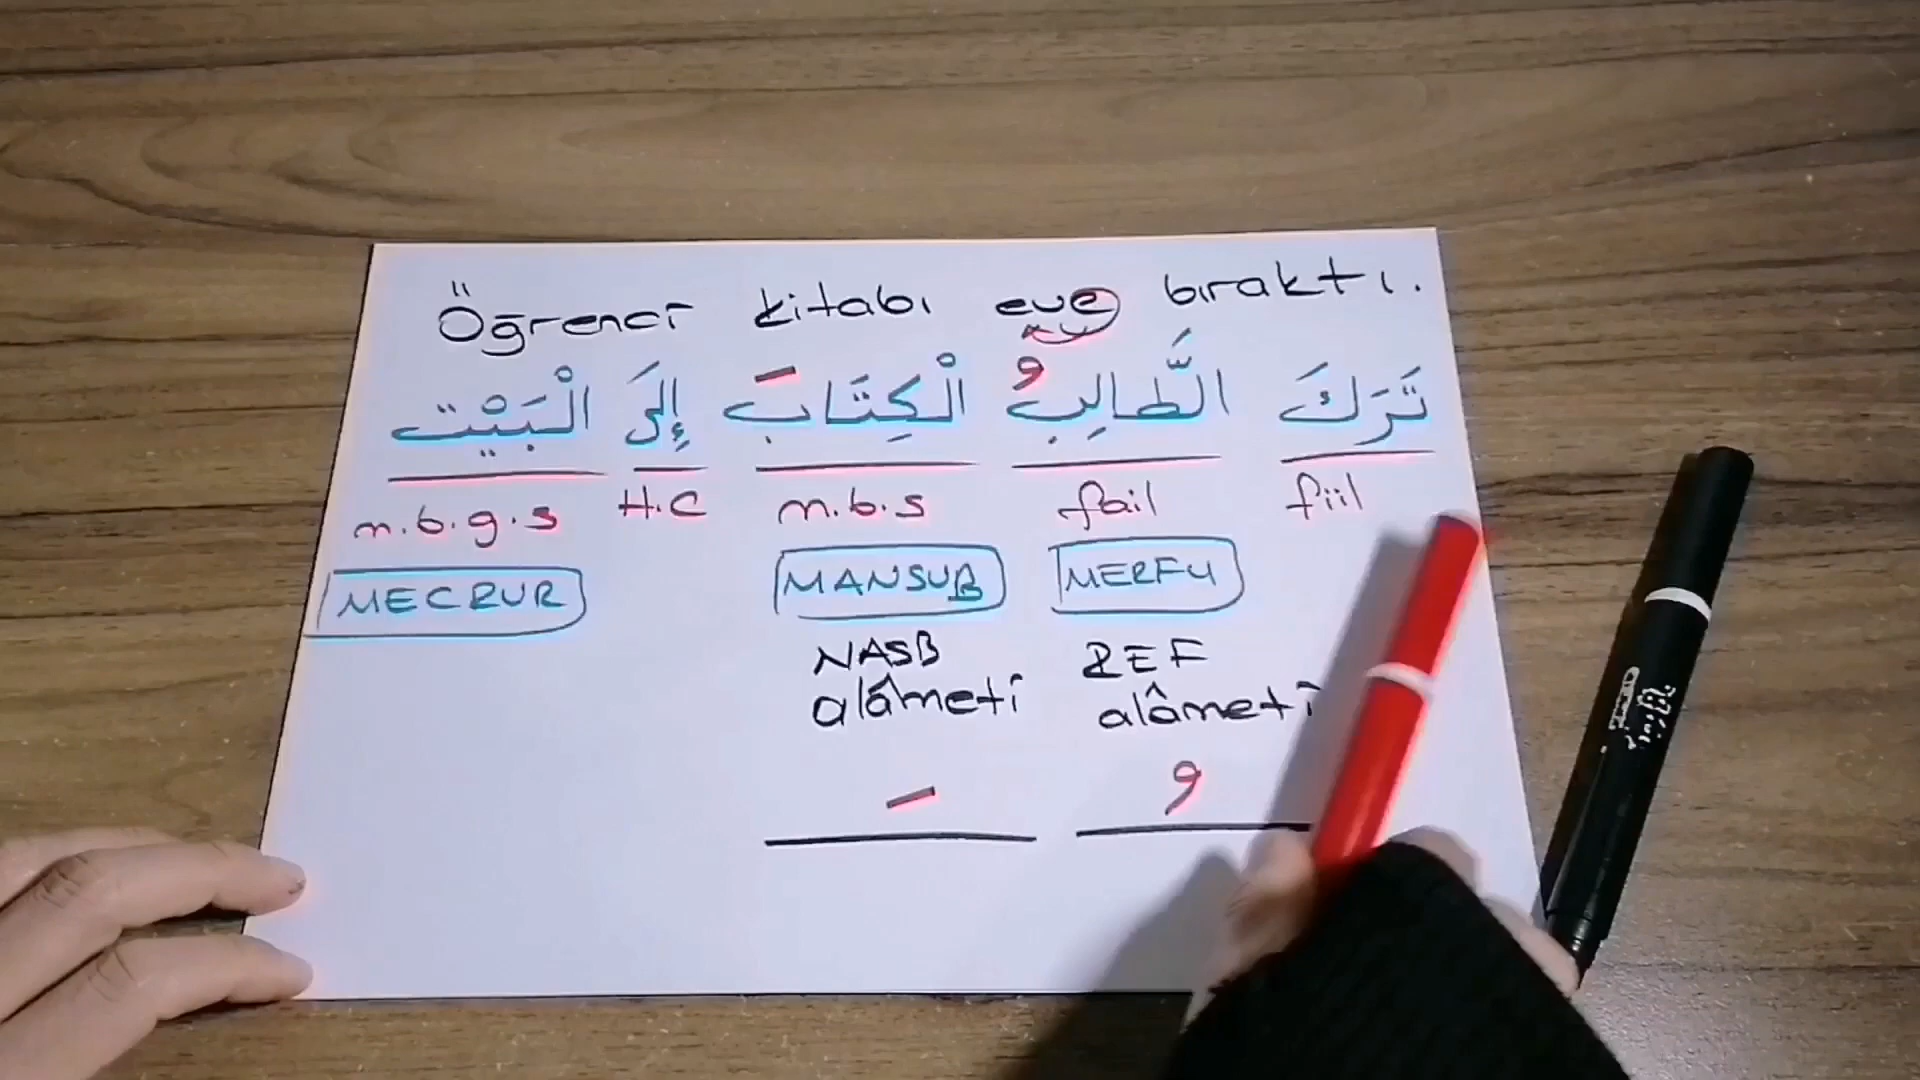 Öğrenci kitabı eve bıraktı.
تَرَكَ الطَّالِبُ الْكِتَابَ إِلَى الْبَيْت
fiil fail m.b.s H.C m.b.g.s
MERFU MANSUB MECRUR
REF alâmeti NASB alâmeti
ُ َ